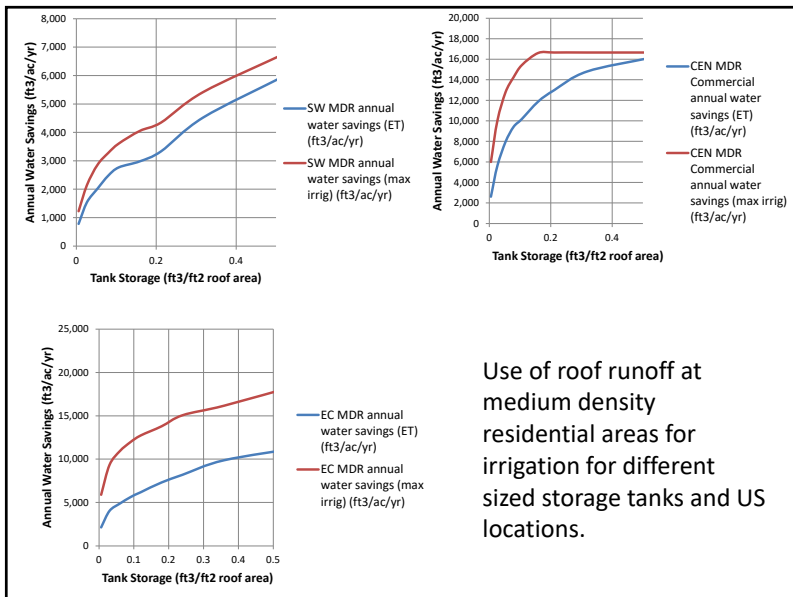 8,000
7,000
6,000
5,000
4,000
3,000
2,000
1,000
0
Annual Water Savings (ft3/ac/yr)
0 0.2 0.4
Tank Storage (ft3/ft2 roof area)
SW MDR annual
water savings (ET)
(ft3/ac/yr)
SW MDR annual
water savings (max
irrig) (ft3/ac/yr)
20,000
18,000
16,000
14,000
12,000
10,000
8,000
6,000
4,000
2,000
0
Annual Water Savings (ft3/ac/yr)
0 0.2 0.4
Tank Storage (ft3/ft2 roof area)
CEN MDR
Commercial
annual water
savings (ET)
(ft3/ac/yr)
CEN MDR
Commercial
annual water
savings (max irrig)
(ft3/ac/yr)
25,000
20,000
15,000
10,000
5,000
0
Annual Water Savings (ft3/ac/yr)
0 0.1 0.2 0.3 0.4 0.5
Tank Storage (ft3/ft2 roof area)
EC MDR annual
water savings (ET)
(ft3/ac/yr)
EC MDR annual
water savings (max
irrig) (ft3/ac/yr)
Use of roof runoff at
medium density
residential areas for
irrigation for different
sized storage tanks and US
locations.